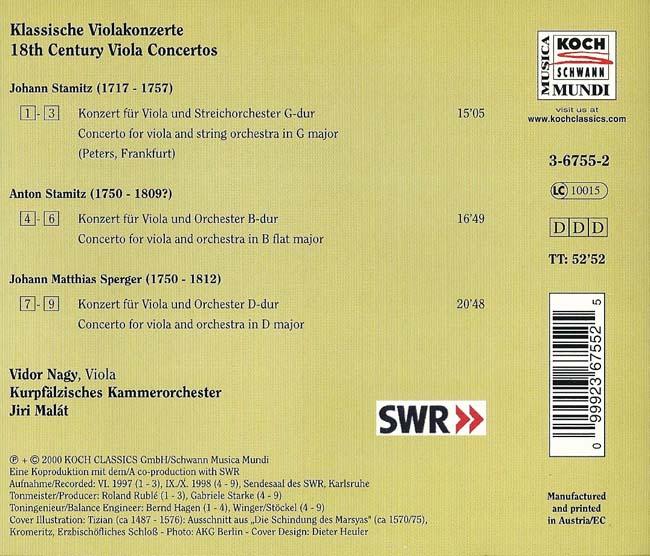 Klassische Violakonzerte
18th Century Viola Concertos
Johann Stamitz (1717 - 1757)
1 - 3 Konzert für Viola und Streichorchester G-dur 15'05
Concerto for viola and string orchestra in G major
(Peters, Frankfurt)
Anton Stamitz (1750 - 1809?)
4 - 6 Konzert für Viola und Orchester B-dur 16'49
Concerto for viola and orchestra in B flat major
Johann Matthias Sperger (1750 - 1812)
7 - 9 Konzert für Viola und Orchester D-dur 20'48
Concerto for viola and orchestra in D major
Vidor Nagy, Viola
Kurpfälzisches Kammerorchester
Jiri Malát
SWR
℗ + © 2000 KOCH CLASSICS GmbH/Schwann Musica Mundi
Eine Koproduktion mit dem/A co-production with SWR
Aufnahme/Recorded: VI. 1997 (1 - 3), IX./X. 1998 (4 - 9), Sendesaal des SWR, Karlsruhe
Tonmeister/Producer: Roland Rublé (1 - 3), Gabriele Starke (4 - 9)
Toningenieur/Balance Engineer: Bernd Hagen (1 - 4), Winger/Stöckel (4 - 9)
Cover Illustration: Tizian (ca 1487 - 1576): Ausschnitt aus „Die Schindung des Marsyas" (ca 1570/75),
Kromeritz, Erzbischöfliches Schloß - Photo: AKG Berlin - Cover Design: Dieter Heuler
MUSICA
KOCH
SCHWANN
MUNDI
visit us at
www.kochclassics.com
3-6755-2
LC 10015
D D D
TT: 52'52
0 99923 67552 5
Manufactured
and printed
in Austria/EC